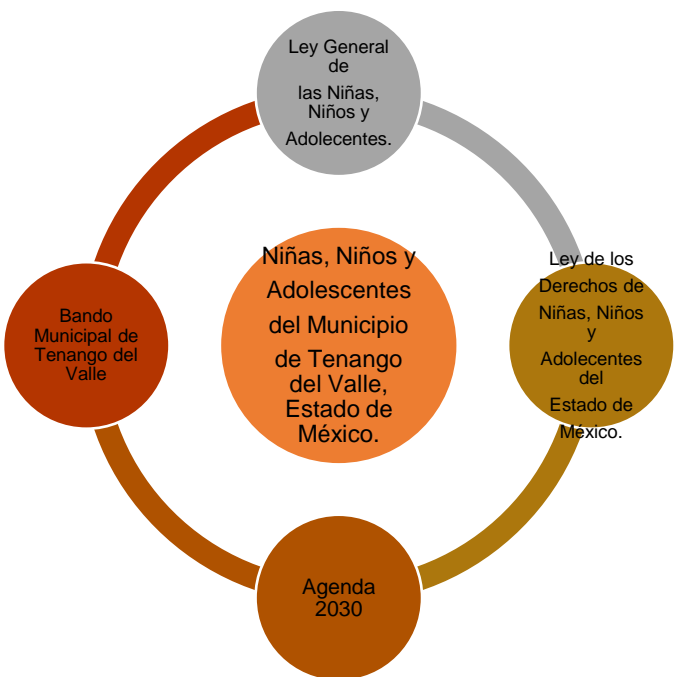 Ley General
de
las Niñas,
Niños y
Adolecentes.
Niñas, Niños y
Adolescentes
del Municipio
de Tenango
del Valle,
Estado de
México.
Ley de los
Derechos de
Niñas, Niños
y
Adolecentes
del
Estado de
México.
Bando
Municipal de
Tenango del
Valle
Agenda
2030